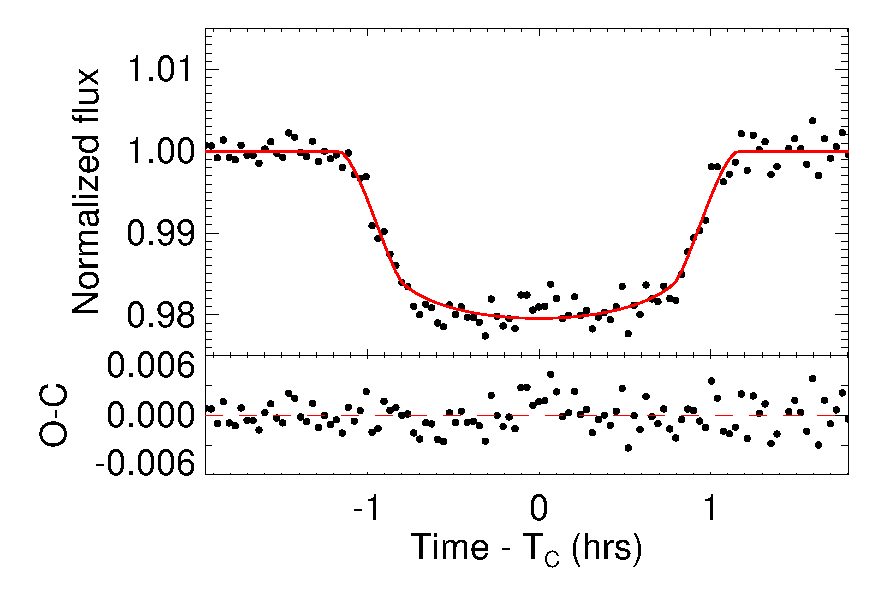 Normalized flux
1.01
1.00
0.99
0.98
O-C
0.006
0.000
-0.006
-1 0 1
Time - T_C (hrs)